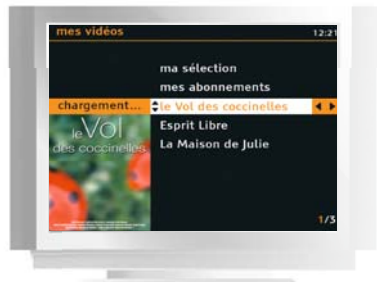 mes vidéos 12:21
ma sélection
mes abonnements
chargement... le Vol des coccinelles
Esprit Libre
La Maison de Julie
le Vol
des coccinelles
1/3